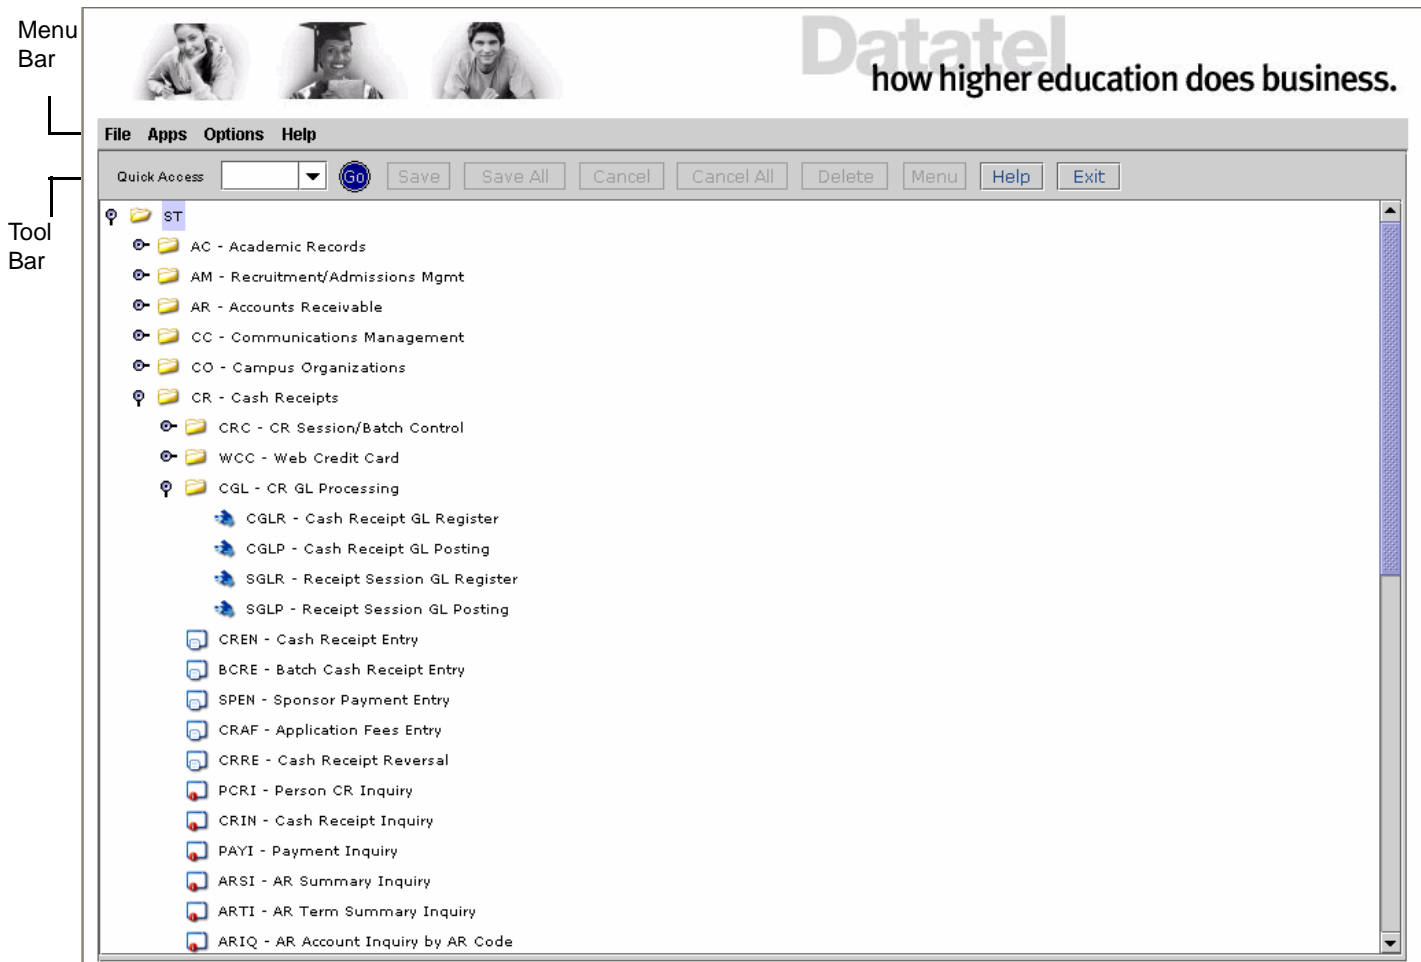 Menu
Bar
Datatel
how higher education does business.
File Apps Options Help
Quick Access Go Save Save All Cancel Cancel All Delete Menu Help Exit
Tool
Bar
ST
AC - Academic Records
AM - Recruitment/Admissions Mgmt
AR - Accounts Receivable
CC - Communications Management
CO - Campus Organizations
CR - Cash Receipts
CRC - CR Session/Batch Control
WCC - Web Credit Card
CGL - CR GL Processing
CGLR - Cash Receipt GL Register
CGLP - Cash Receipt GL Posting
SGLR - Receipt Session GL Register
SGLP - Receipt Session GL Posting
CREN - Cash Receipt Entry
BCRE - Batch Cash Receipt Entry
SPEN - Sponsor Payment Entry
CRAF - Application Fees Entry
CRRE - Cash Receipt Reversal
PCRI - Person CR Inquiry
CRIN - Cash Receipt Inquiry
PAYI - Payment Inquiry
ARSI - AR Summary Inquiry
ARTI - AR Term Summary Inquiry
ARIQ - AR Account Inquiry by AR Code